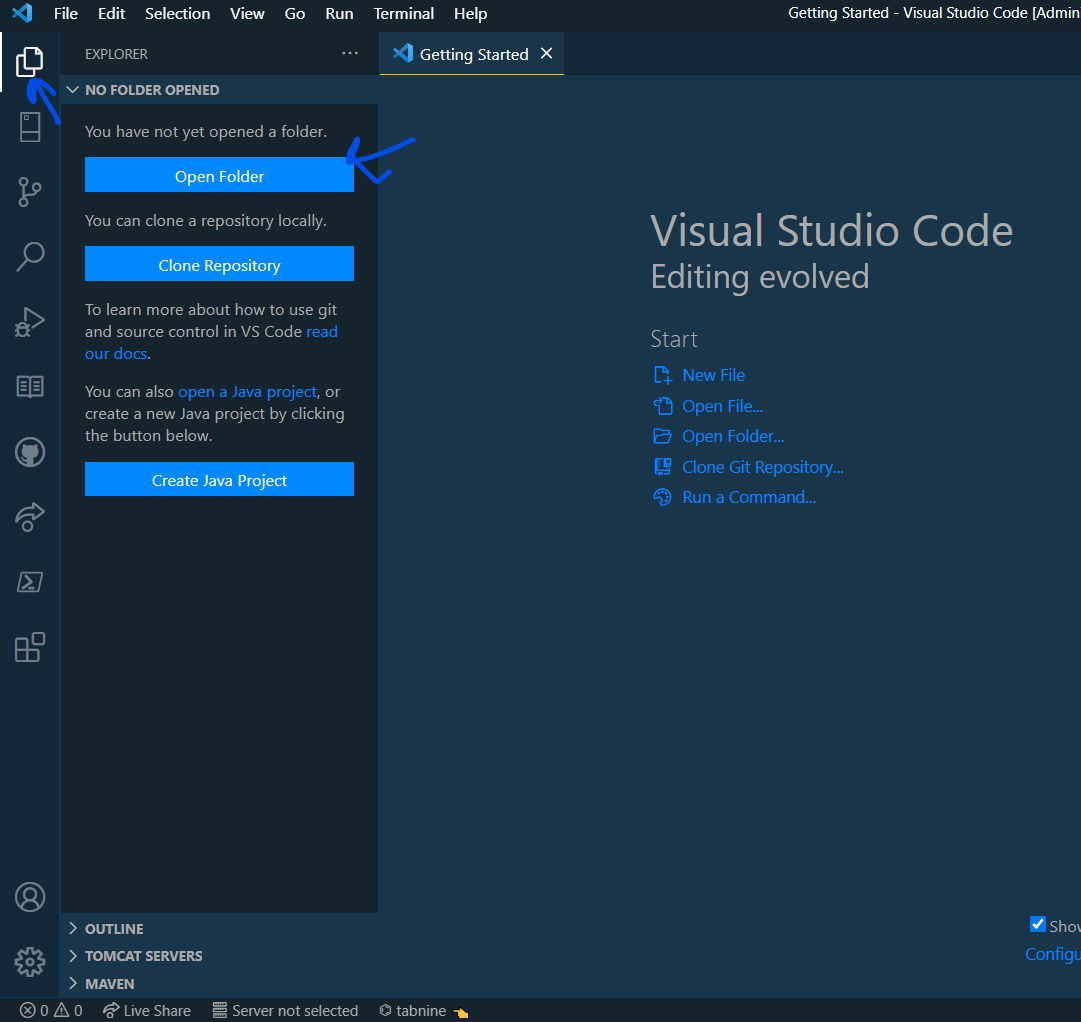 File Edit Selection View Go Run Terminal Help
Getting Started - Visual Studio Code [Admin
EXPLORER
Getting Started
NO FOLDER OPENED
You have not yet opened a folder.
Open Folder
You can clone a repository locally.
Clone Repository
To learn more about how to use git
and source control in VS Code read
our docs.
You can also open a Java project, or
create a new Java project by clicking
the button below.
Create Java Project
Visual Studio Code
Editing evolved
Start
New File
Open File...
Open Folder...
Clone Git Repository...
Run a Command...
OUTLINE
TOMCAT SERVERS
MAVEN
Show
Configu
0 0 Live Share Server not selected tabnine